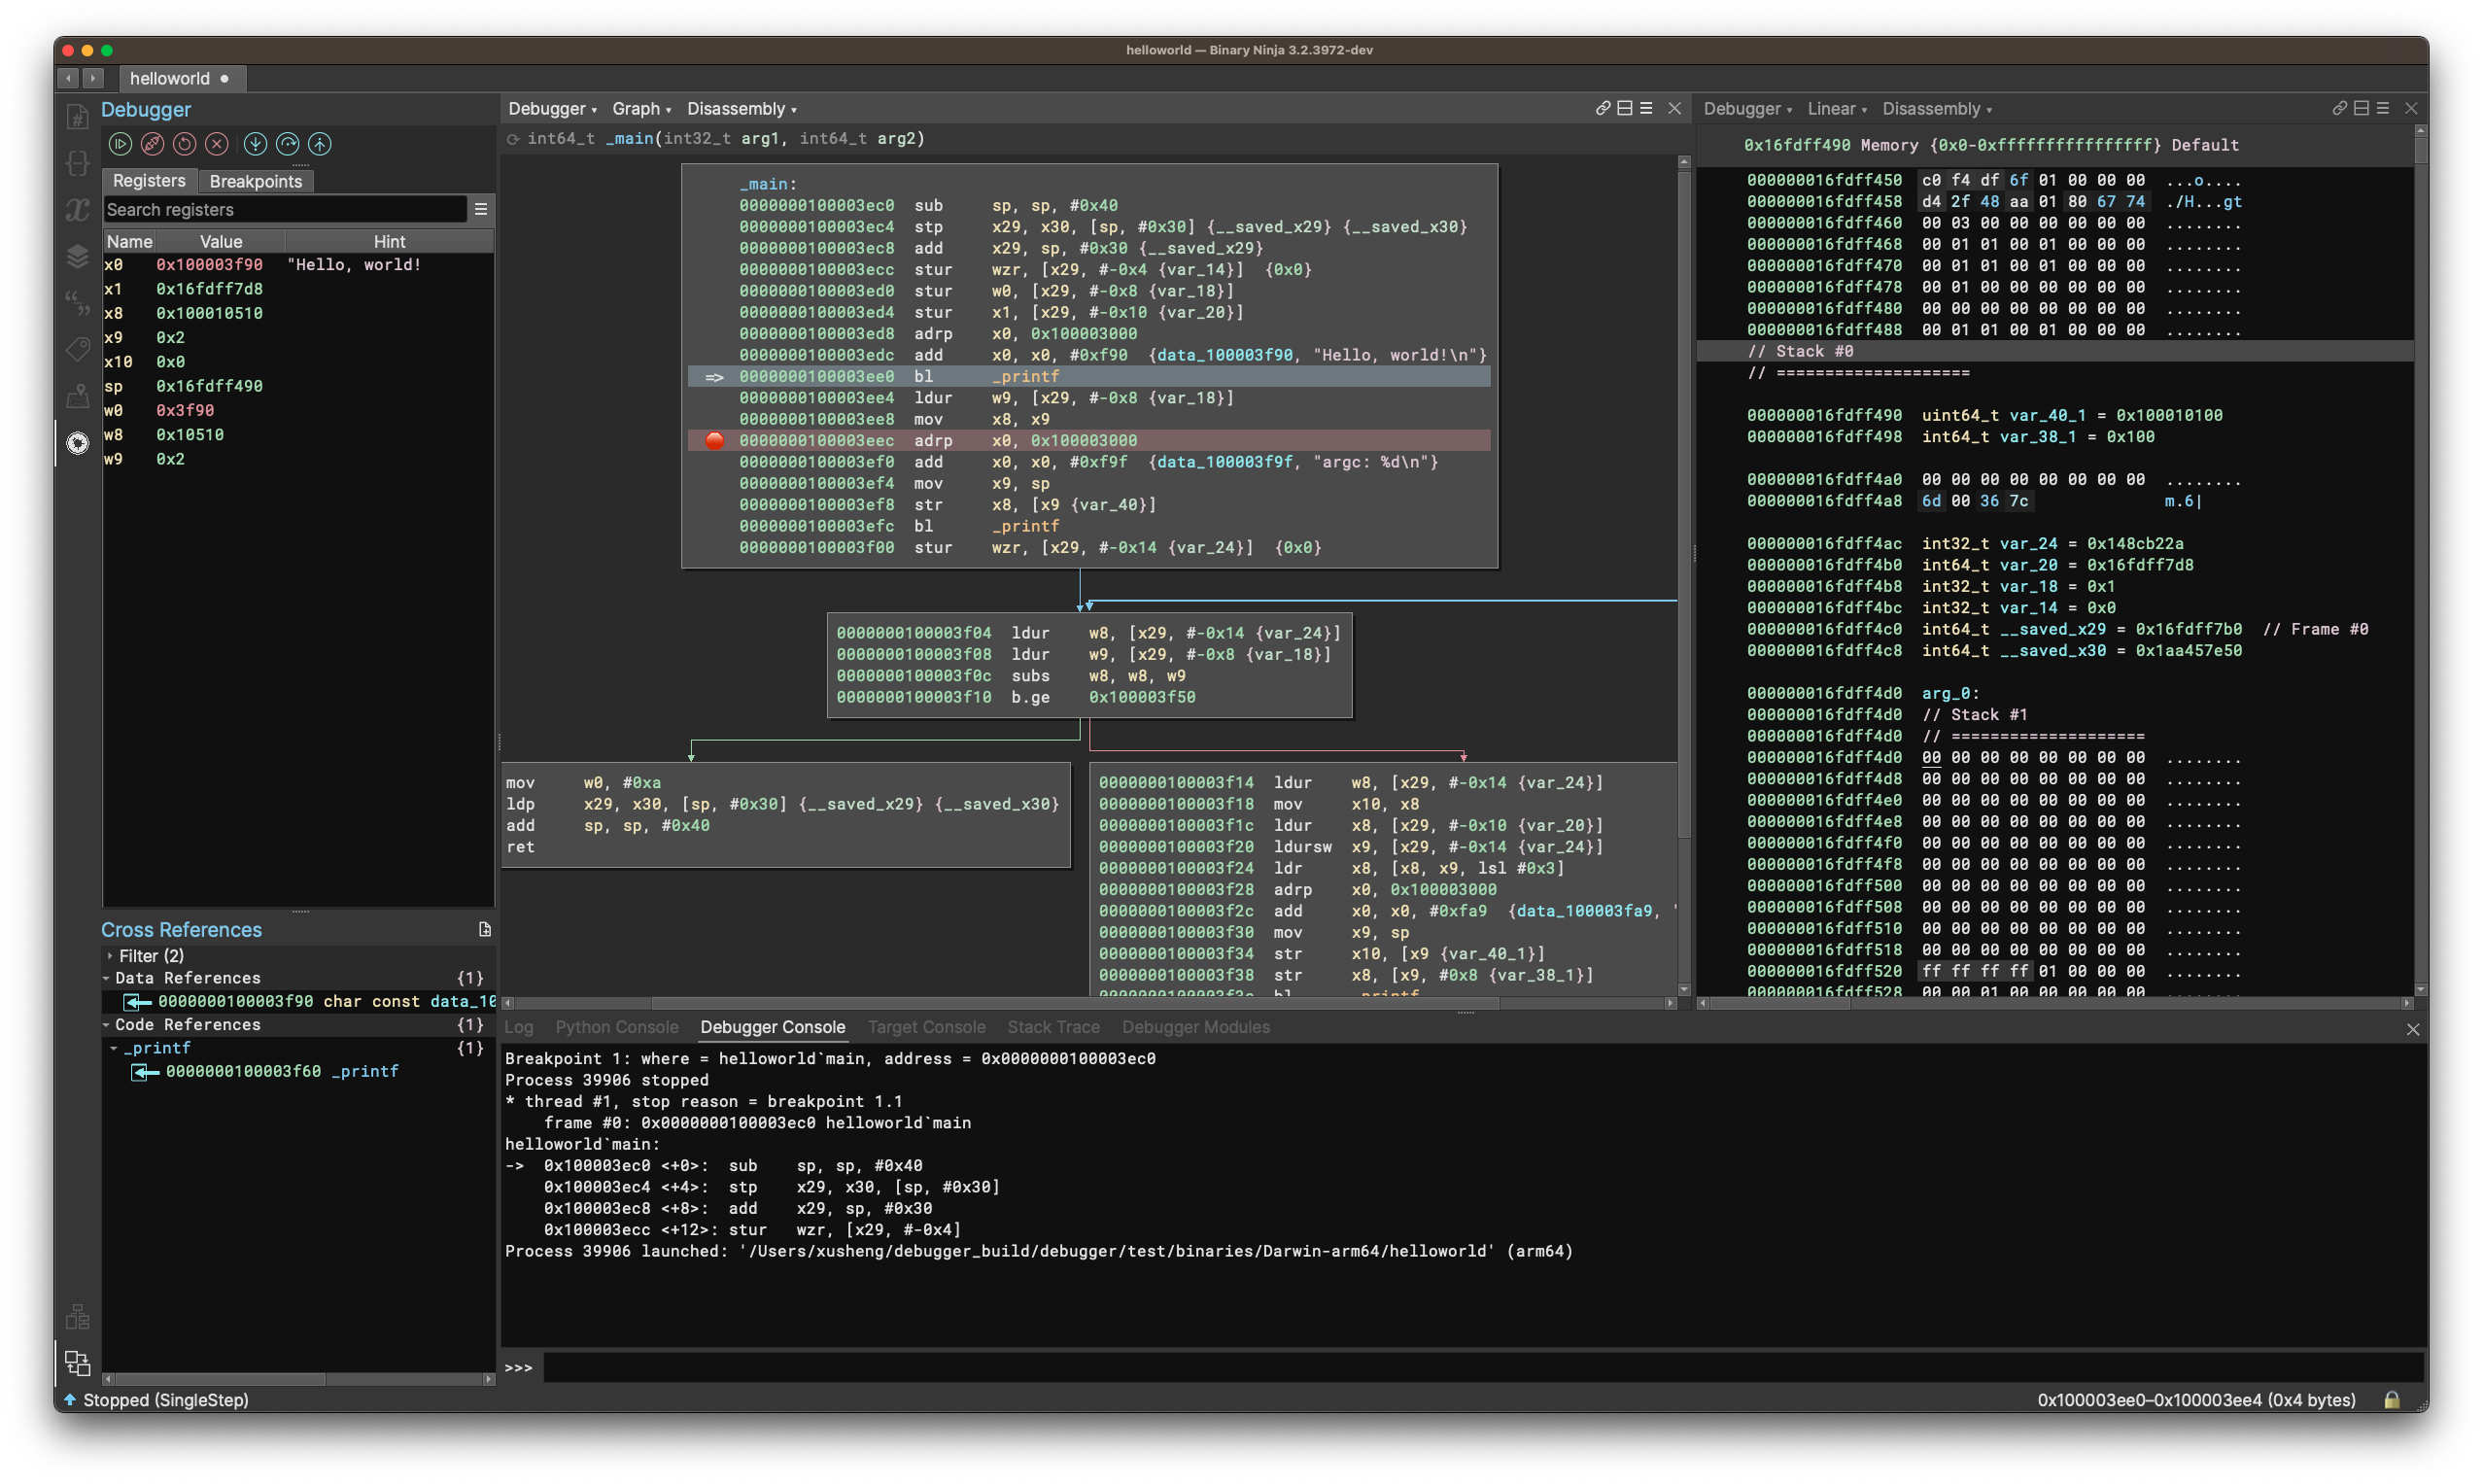 helloworld — Binary Ninja 3.2.3972-dev
helloworld ●
Debugger
Registers Breakpoints
Search registers
Name Value Hint
x0 0x100003f90 "Hello, world!
x1 0x16fdff7d8
x8 0x100010510
x9 0x2
x10 0x0
sp 0x16fdff490
w0 0x3f90
w8 0x10510
w9 0x2
Cross References
Filter (2)
Data References {1}
0000000100003f90 char const data_10
Code References {1}
_printf {1}
0000000100003f60 _printf
Debugger Graph Disassembly
int64_t _main(int32_t arg1, int64_t arg2)
_main:
0000000100003ec0 sub sp, sp, #0x40
0000000100003ec4 stp x29, x30, [sp, #0x30] {__saved_x29} {__saved_x30}
0000000100003ec8 add x29, sp, #0x30 {__saved_x29}
0000000100003ecc stur wzr, [x29, #-0x4 {var_14}] {0x0}
0000000100003ed0 stur w0, [x29, #-0x8 {var_18}]
0000000100003ed4 stur x1, [x29, #-0x10 {var_20}]
0000000100003ed8 adrp x0, 0x100003000
0000000100003edc add x0, x0, #0xf90 {data_100003f90, "Hello, world!\n"}
=> 0000000100003ee0 bl _printf
0000000100003ee4 ldur w9, [x29, #-0x8 {var_18}]
0000000100003ee8 mov x8, x9
0000000100003eec adrp x0, 0x100003000
0000000100003ef0 add x0, x0, #0xf9f {data_100003f9f, "argc: %d\n"}
0000000100003ef4 mov x9, sp
0000000100003ef8 str x8, [x9 {var_40}]
0000000100003efc bl _printf
0000000100003f00 stur wzr, [x29, #-0x14 {var_24}] {0x0}
0000000100003f04 ldur w8, [x29, #-0x14 {var_24}]
0000000100003f08 ldur w9, [x29, #-0x8 {var_18}]
0000000100003f0c subs w8, w8, w9
0000000100003f10 b.ge 0x100003f50
mov w0, #0xa
ldp x29, x30, [sp, #0x30] {__saved_x29} {__saved_x30}
add sp, sp, #0x40
ret
0000000100003f14 ldur w8, [x29, #-0x14 {var_24}]
0000000100003f18 mov x10, x8
0000000100003f1c ldur x8, [x29, #-0x10 {var_20}]
0000000100003f20 ldursw x9, [x29, #-0x14 {var_24}]
0000000100003f24 ldr x8, [x8, x9, lsl #0x3]
0000000100003f28 adrp x0, 0x100003000
0000000100003f2c add x0, x0, #0xfa9 {data_100003fa9, "
0000000100003f30 mov x9, sp
0000000100003f34 str x10, [x9 {var_40_1}]
0000000100003f38 str x8, [x9, #0x8 {var_38_1}]
0000000100003f3c bl _printf
Debugger Linear Disassembly
0x16fdff490 Memory {0x0-0xffffffffffffffff} Default
000000016fdff450 c0 f4 df 6f 01 00 00 00 ...o....
000000016fdff458 d4 2f 48 aa 01 80 67 74 ./H...gt
000000016fdff460 00 03 00 00 00 00 00 00 ........
000000016fdff468 00 01 01 00 01 00 00 00 ........
000000016fdff470 00 01 01 00 01 00 00 00 ........
000000016fdff478 00 01 00 00 00 00 00 00 ........
000000016fdff480 00 00 00 00 00 00 00 00 ........
000000016fdff488 00 01 01 00 01 00 00 00 ........
// Stack #0
// ====================
000000016fdff490 uint64_t var_40_1 = 0x100010100
000000016fdff498 int64_t var_38_1 = 0x100
000000016fdff4a0 00 00 00 00 00 00 00 00 ........
000000016fdff4a8 6d 00 36 7c m.6|
000000016fdff4ac int32_t var_24 = 0x148cb22a
000000016fdff4b0 int64_t var_20 = 0x16fdff7d8
000000016fdff4b8 int32_t var_18 = 0x1
000000016fdff4bc int32_t var_14 = 0x0
000000016fdff4c0 int64_t __saved_x29 = 0x16fdff7b0 // Frame #0
000000016fdff4c8 int64_t __saved_x30 = 0x1aa457e50
000000016fdff4d0 arg_0:
000000016fdff4d0 // Stack #1
000000016fdff4d0 // ====================
000000016fdff4d0 00 00 00 00 00 00 00 00 ........
000000016fdff4d8 00 00 00 00 00 00 00 00 ........
000000016fdff4e0 00 00 00 00 00 00 00 00 ........
000000016fdff4e8 00 00 00 00 00 00 00 00 ........
000000016fdff4f0 00 00 00 00 00 00 00 00 ........
000000016fdff4f8 00 00 00 00 00 00 00 00 ........
000000016fdff500 00 00 00 00 00 00 00 00 ........
000000016fdff508 00 00 00 00 00 00 00 00 ........
000000016fdff510 00 00 00 00 00 00 00 00 ........
000000016fdff518 00 00 00 00 00 00 00 00 ........
000000016fdff520 ff ff ff ff 01 00 00 00 ........
000000016fdff528 00 00 01 00 00 00 00 00 ........
Log Python Console Debugger Console Target Console Stack Trace Debugger Modules
Breakpoint 1: where = helloworld`main, address = 0x0000000100003ec0
Process 39906 stopped
* thread #1, stop reason = breakpoint 1.1
frame #0: 0x0000000100003ec0 helloworld`main
helloworld`main:
-> 0x100003ec0 <+0>: sub sp, sp, #0x40
0x100003ec4 <+4>: stp x29, x30, [sp, #0x30]
0x100003ec8 <+8>: add x29, sp, #0x30
0x100003ecc <+12>: stur wzr, [x29, #-0x4]
Process 39906 launched: '/Users/xusheng/debugger_build/debugger/test/binaries/Darwin-arm64/helloworld' (arm64)
>>>
Stopped (SingleStep)
0x100003ee0–0x100003ee4 (0x4 bytes)